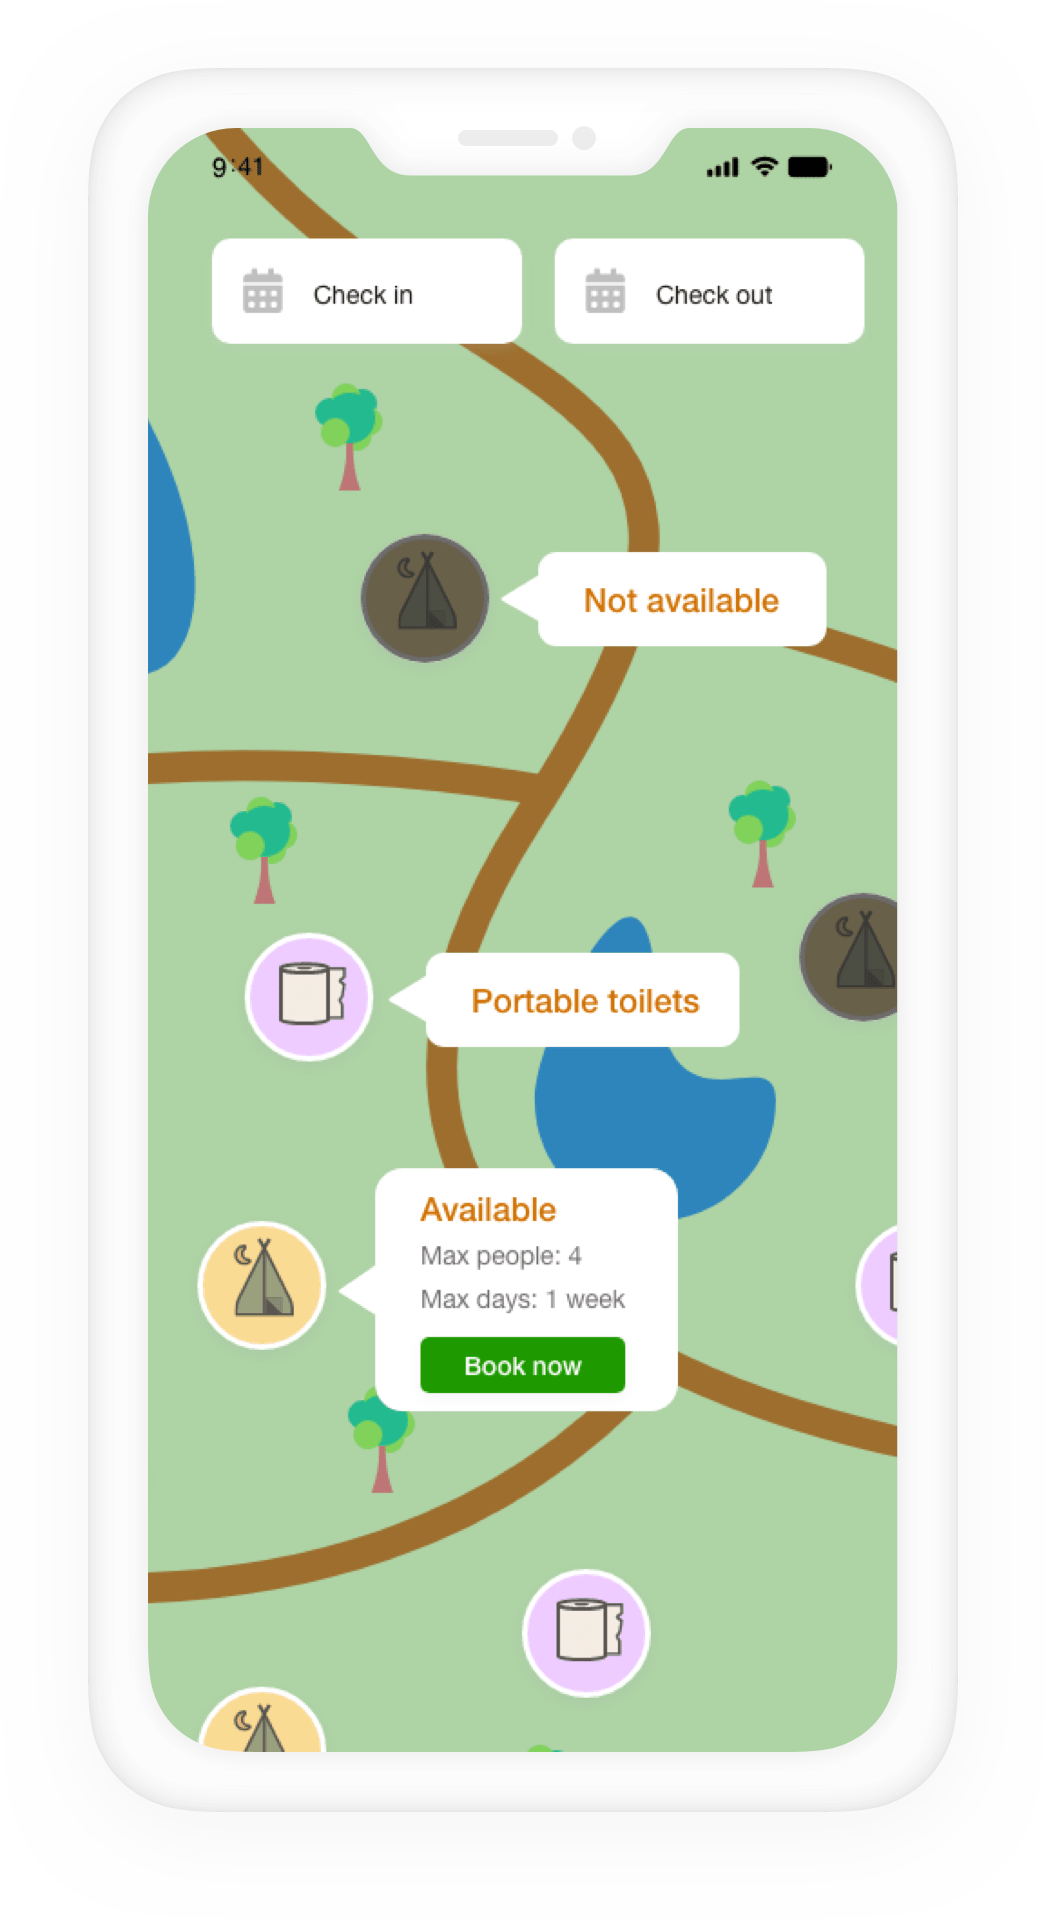 9:41
Check in
Check out
Not available
Portable toilets
Available
Max people: 4
Max days: 1 week
Book now